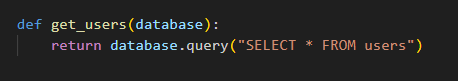 def get_users(database):
    return database.query("SELECT * FROM users")